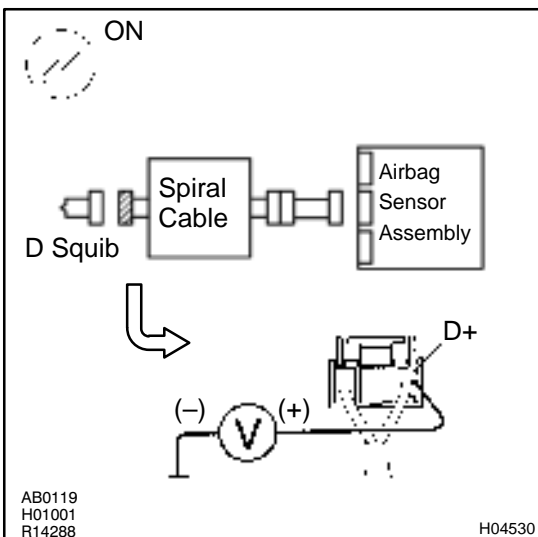 ON
Spiral
Cable
Airbag
Sensor
Assembly
D Squib
D+
(–)
V
(+)
AB0119
H01001
R14288
H04530